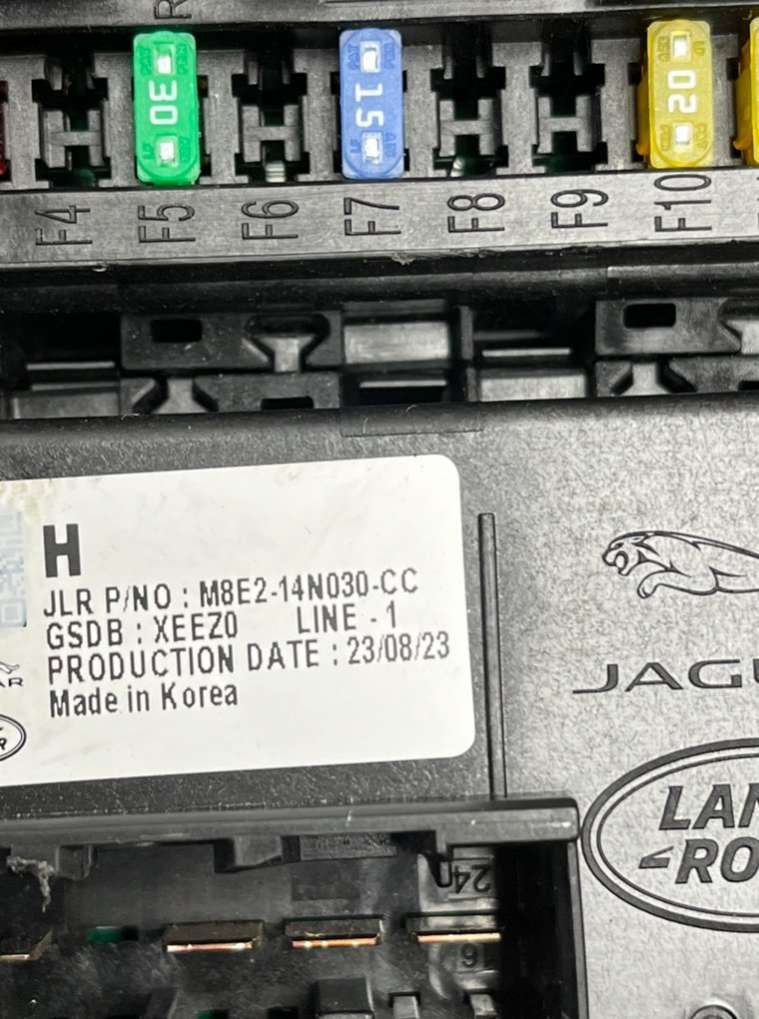 30
15
20
F4
F5
F6
F7
F8
F9
F10
H
JLR P/NO : M8E2-14N030-CC
GSDB : XEEZ0 LINE - 1
PRODUCTION DATE : 23/08/23
Made in Korea
JAGU
LAN
RO
24
6